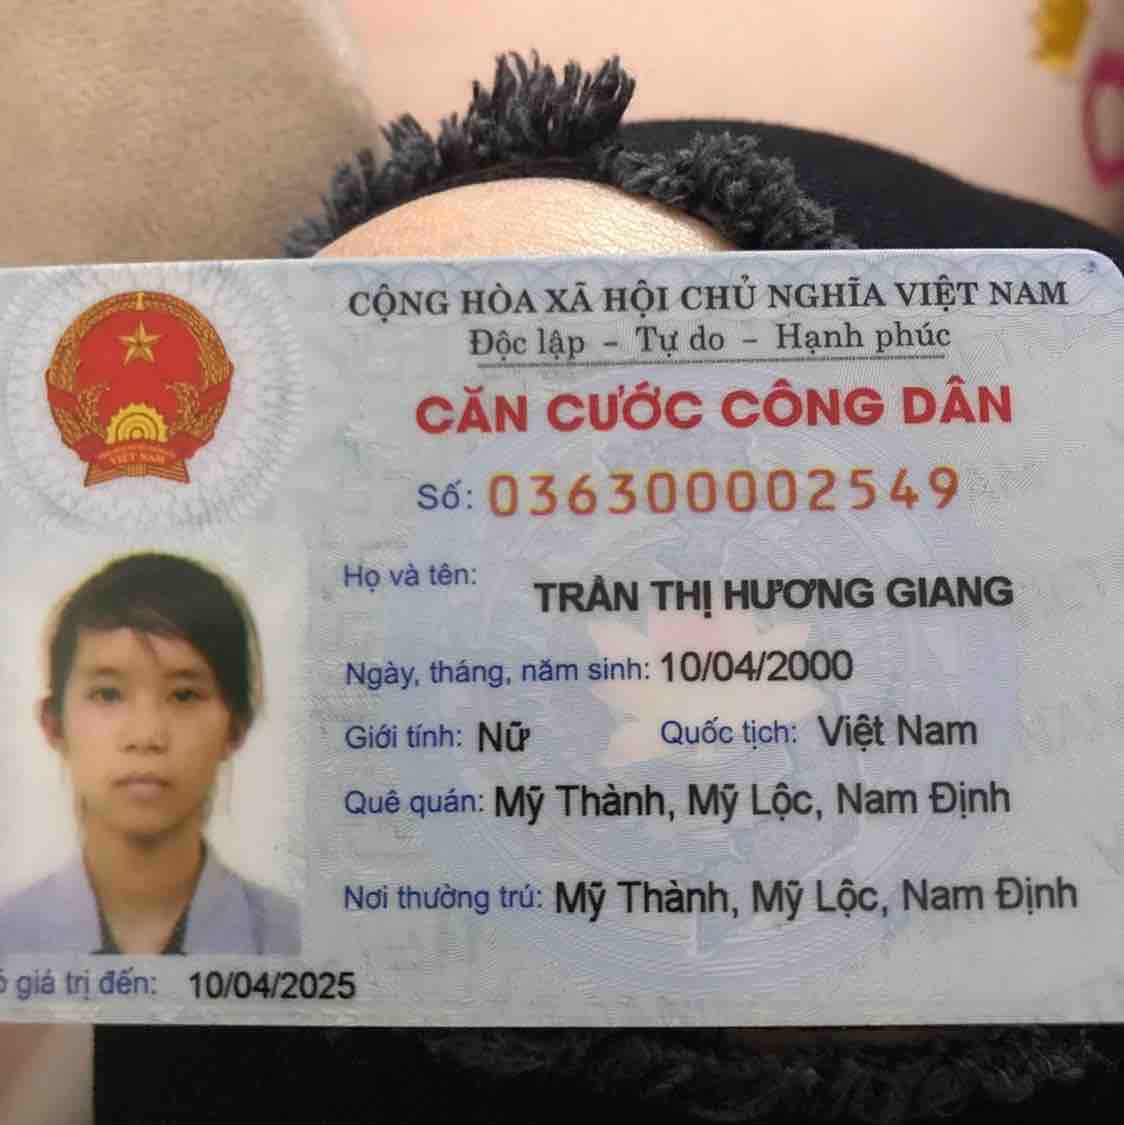 CỘNG HÒA XÃ HỘI CHỦ NGHĨA VIỆT NAM
Độc lập - Tự do - Hạnh phúc
CĂN CƯỚC CÔNG DÂN
Số: 036300002549
Họ và tên: TRẦN THỊ HƯƠNG GIANG
Ngày, tháng, năm sinh: 10/04/2000
Giới tính: Nữ Quốc tịch: Việt Nam
Quê quán: Mỹ Thành, Mỹ Lộc, Nam Định
Nơi thường trú: Mỹ Thành, Mỹ Lộc, Nam Định
giá trị đến: 10/04/2025
VIỆT NAM